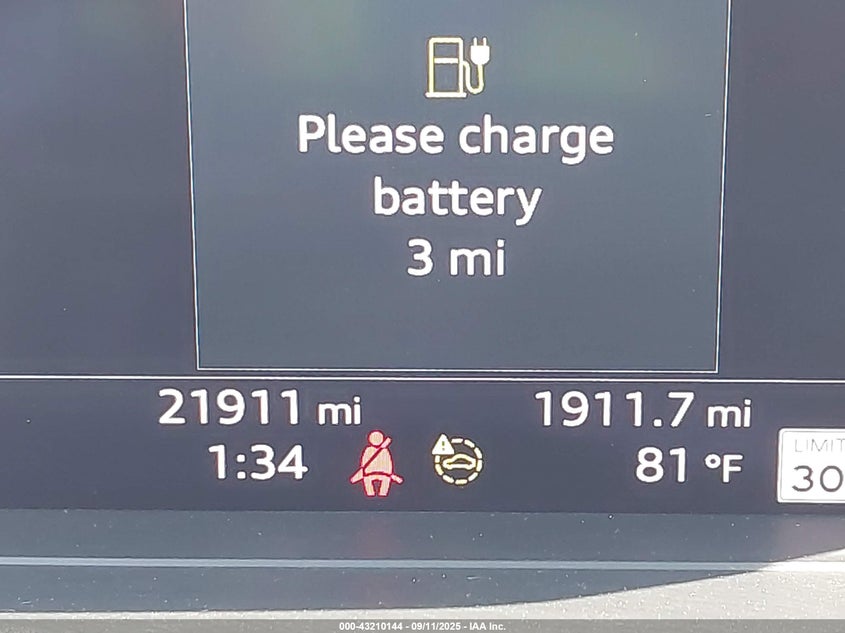 Please charge
battery
3 mi
21911 mi
1911.7 mi
1:34
81 °F
LIMIT
30
000-43210144 - 09/11/2025 - IAA Inc.